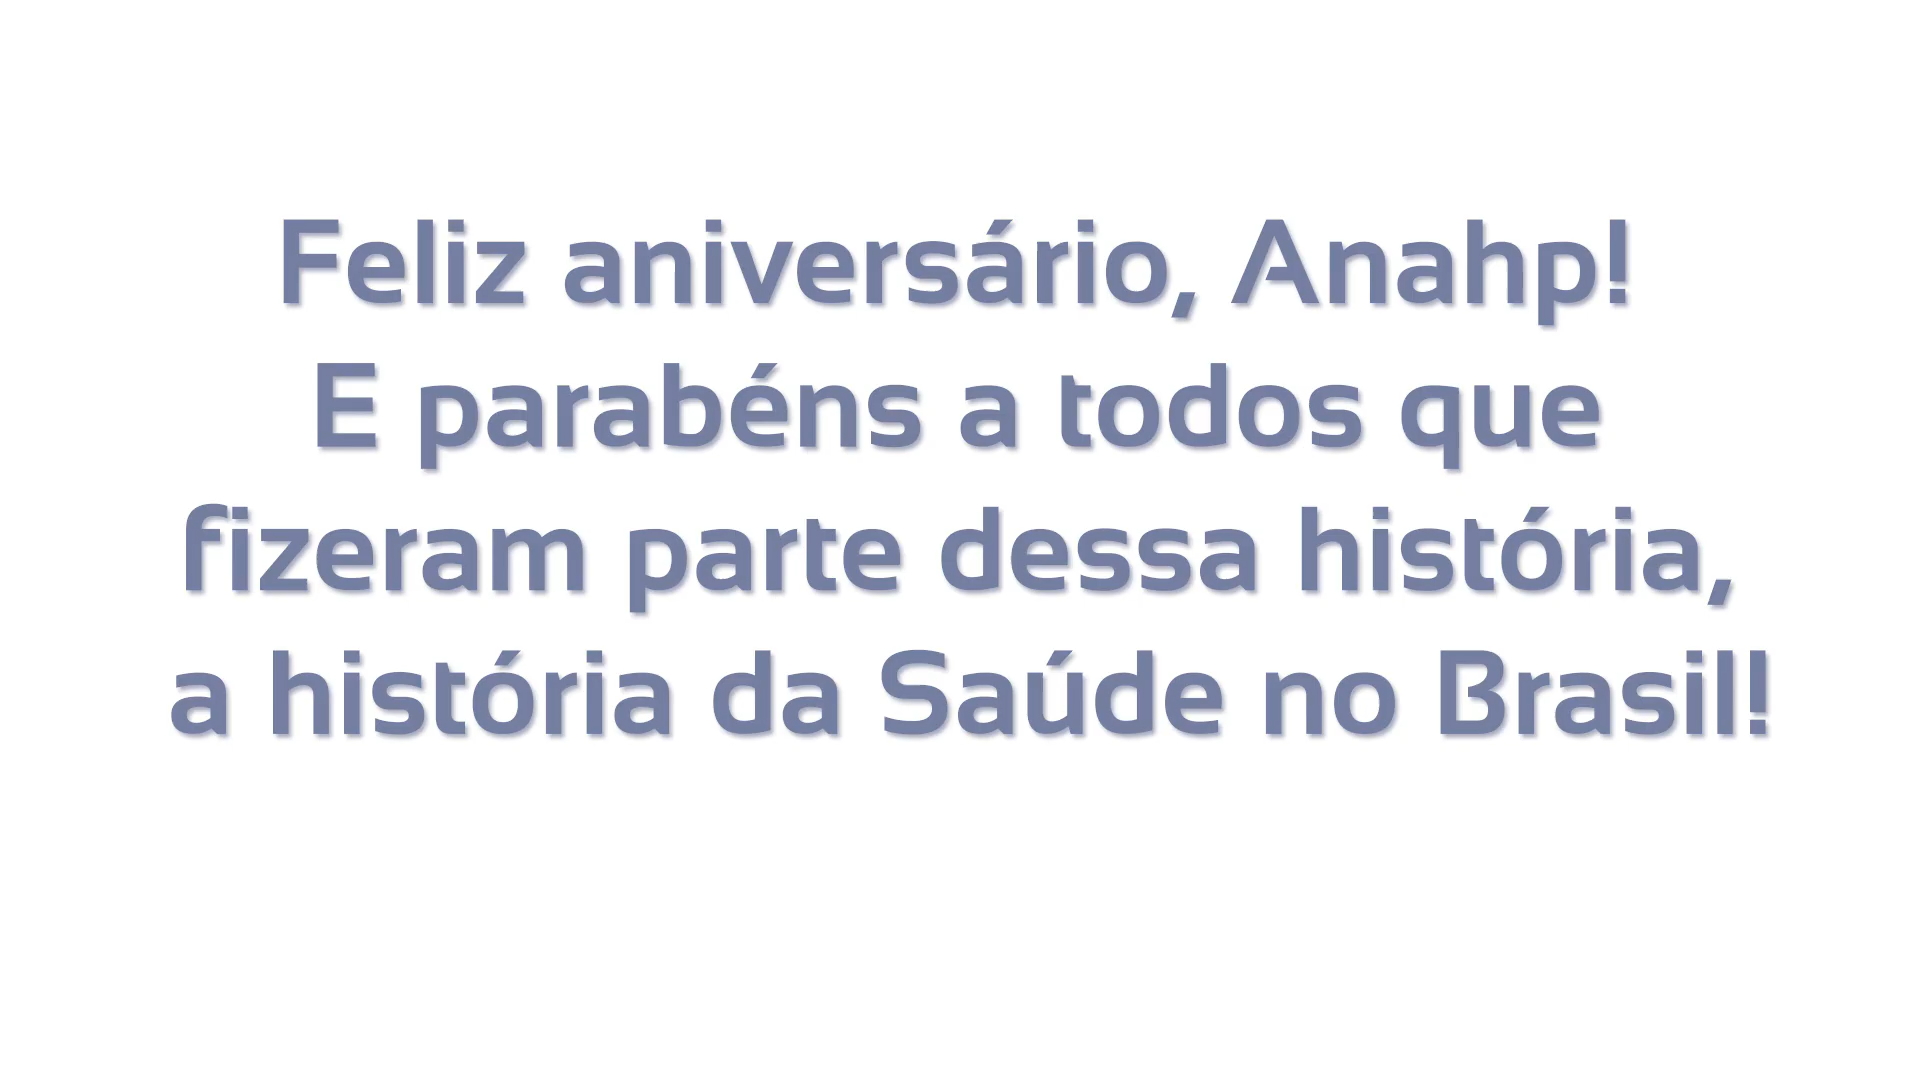 Feliz aniversário, Anahp!
E parabéns a todos que
fizeram parte dessa história,
a história da Saúde no Brasil!